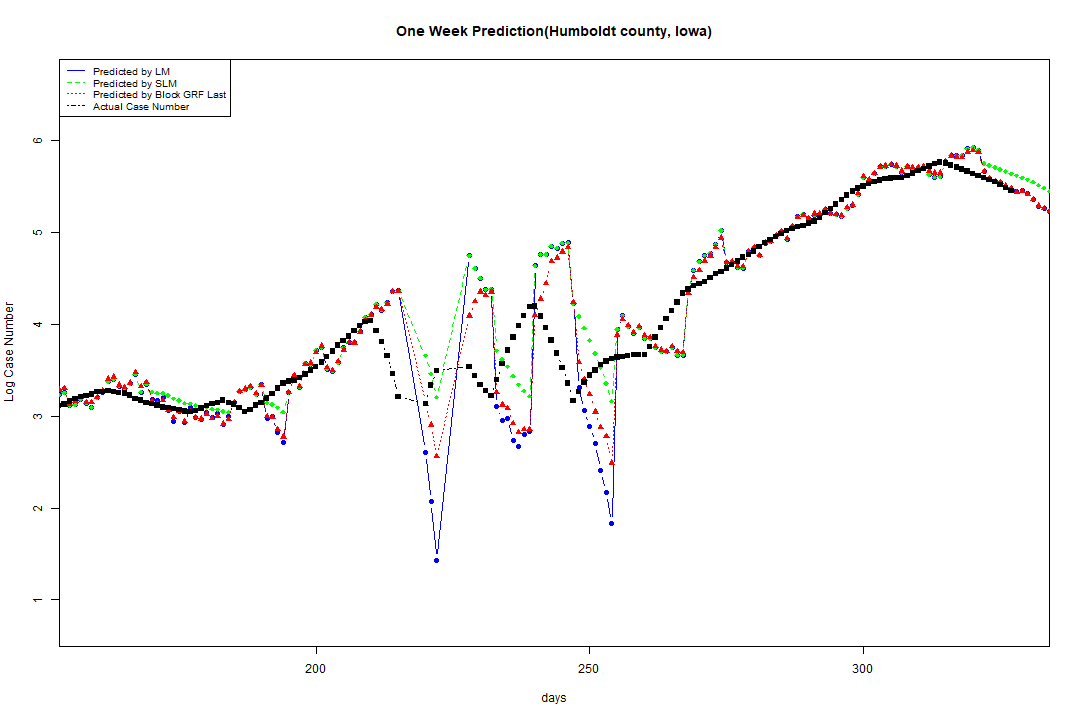 One Week Prediction(Humboldt county, Iowa)
Predicted by LM
Predicted by SLM
Predicted by Block GRF Last
Actual Case Number
6
5
4
3
2
1
Log Case Number
200
250
300
days